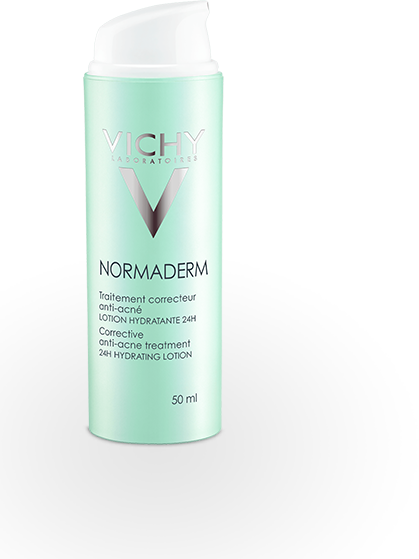 VICHY
LABORATOIRES
V
NORMADERM
Traitement correcteur
anti-acné
LOTION HYDRATANTE 24H
Corrective
anti-acne treatment
24H HYDRATING LOTION
50 ml